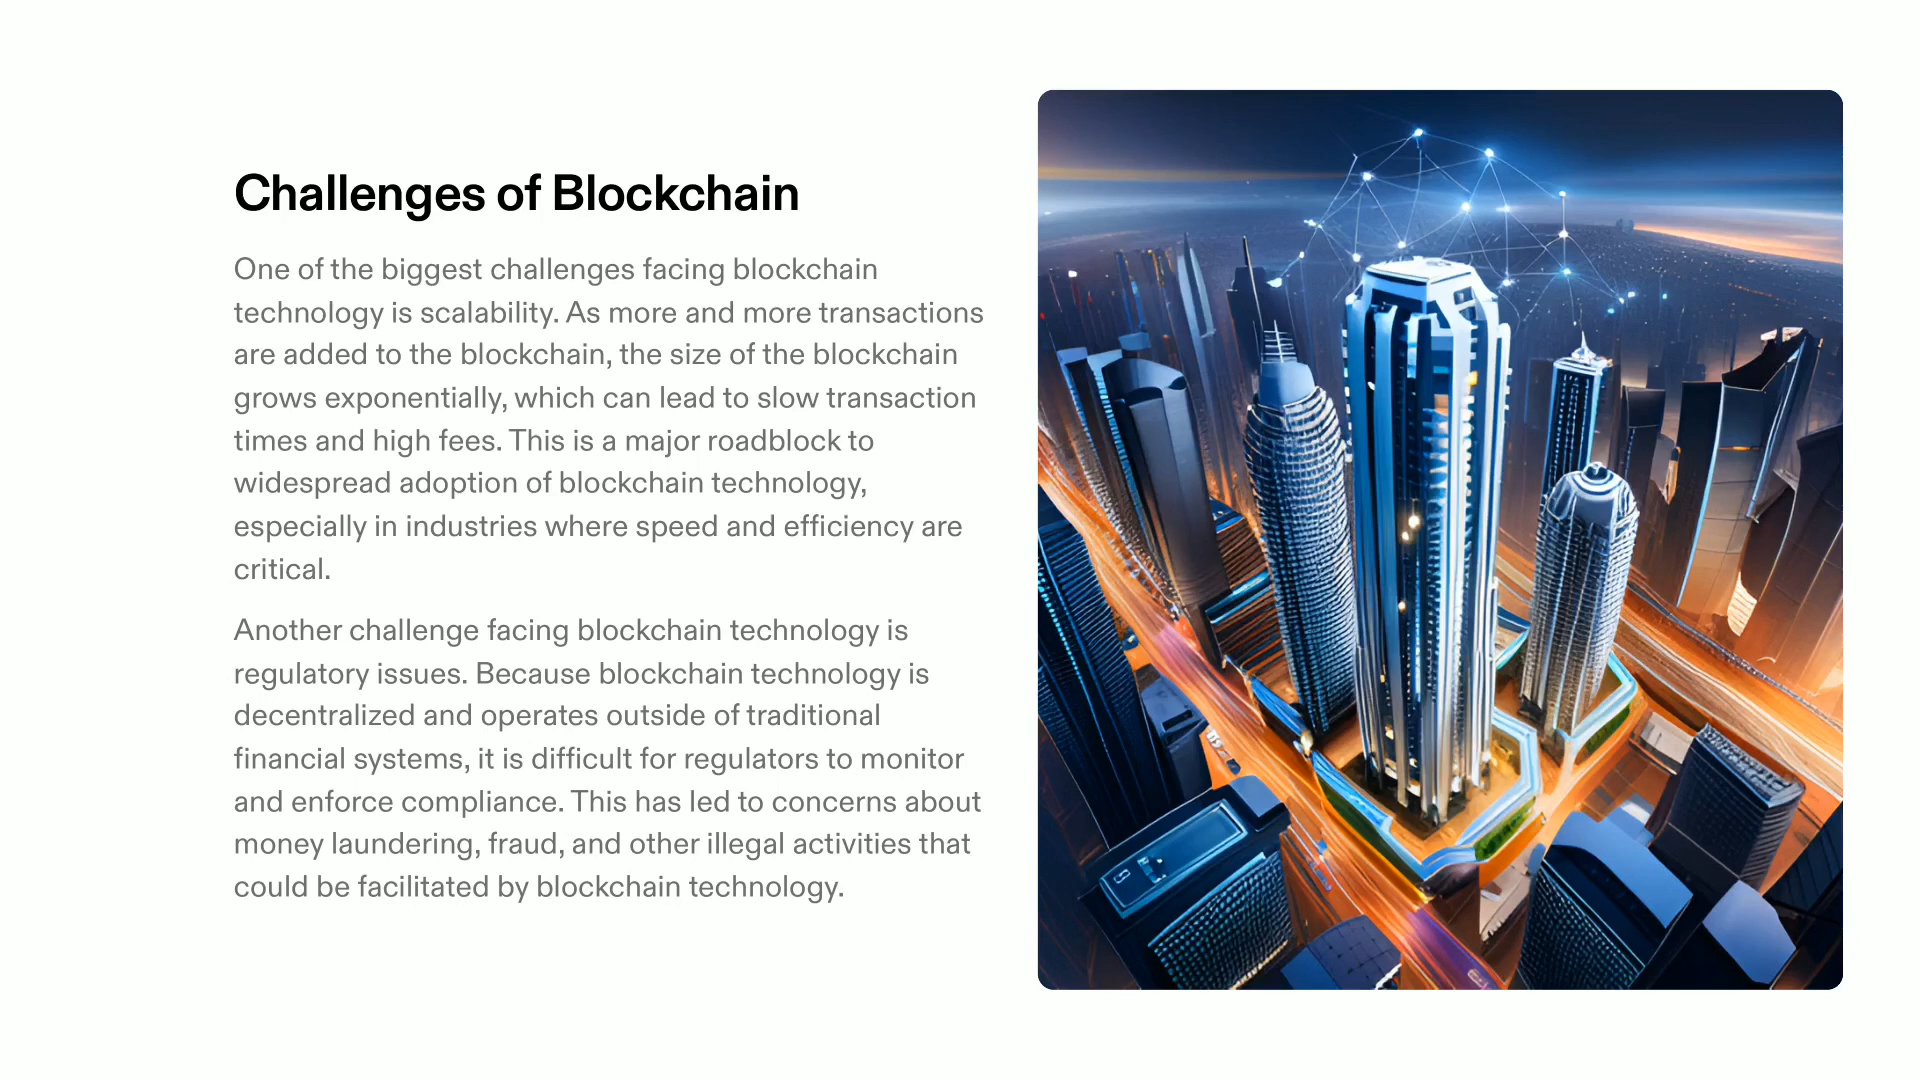 Challenges of Blockchain
One of the biggest challenges facing blockchain
technology is scalability. As more and more transactions
are added to the blockchain, the size of the blockchain
grows exponentially, which can lead to slow transaction
times and high fees. This is a major roadblock to
widespread adoption of blockchain technology,
especially in industries where speed and efficiency are
critical.
Another challenge facing blockchain technology is
regulatory issues. Because blockchain technology is
decentralized and operates outside of traditional
financial systems, it is difficult for regulators to monitor
and enforce compliance. This has led to concerns about
money laundering, fraud, and other illegal activities that
could be facilitated by blockchain technology.